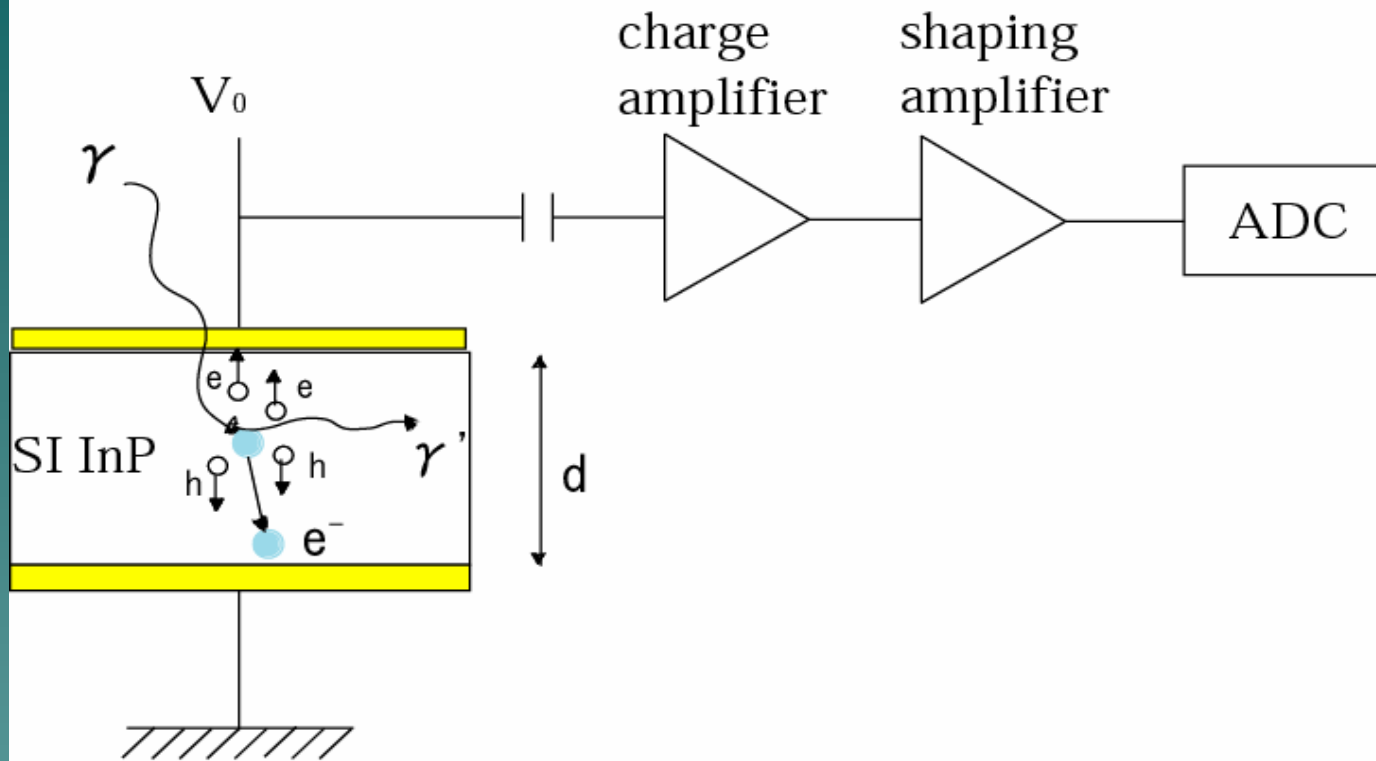 charge
amplifier
shaping
amplifier
V₀
γ
ADC
e
e
SI InP
h
h
γ’
d
e⁻